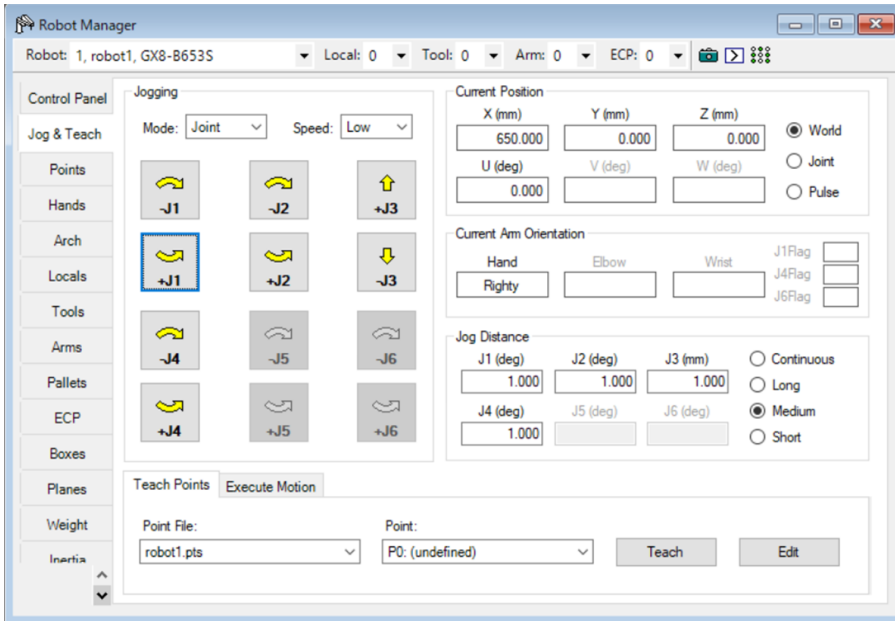 Robot Manager
Robot: 1, robot1, GX8-B653S Local: 0 Tool: 0 Arm: 0 ECP: 0
Control Panel
Jog & Teach
Points
Hands
Arch
Locals
Tools
Arms
Pallets
ECP
Boxes
Planes
Weight
Inertia
Jogging
Mode: Joint Speed: Low
-J1 -J2 +J3
+J1 +J2 -J3
-J4 -J5 -J6
+J4 +J5 +J6
Current Position
X (mm) Y (mm) Z (mm)
650.000 0.000 0.000
U (deg) V (deg) W (deg)
0.000
World
Joint
Pulse
Current Arm Orientation
Hand Elbow Wrist
Righty
J1Flag
J4Flag
J6Flag
Jog Distance
J1 (deg) J2 (deg) J3 (mm)
1.000 1.000 1.000
J4 (deg) J5 (deg) J6 (deg)
1.000
Continuous
Long
Medium
Short
Teach Points Execute Motion
Point File: Point:
robot1.pts P0: (undefined) Teach Edit